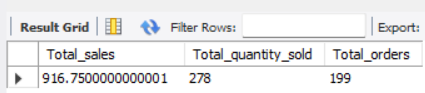 Result Grid Filter Rows: Export:
Total_sales Total_quantity_sold Total_orders
916.7500000000001 278 199